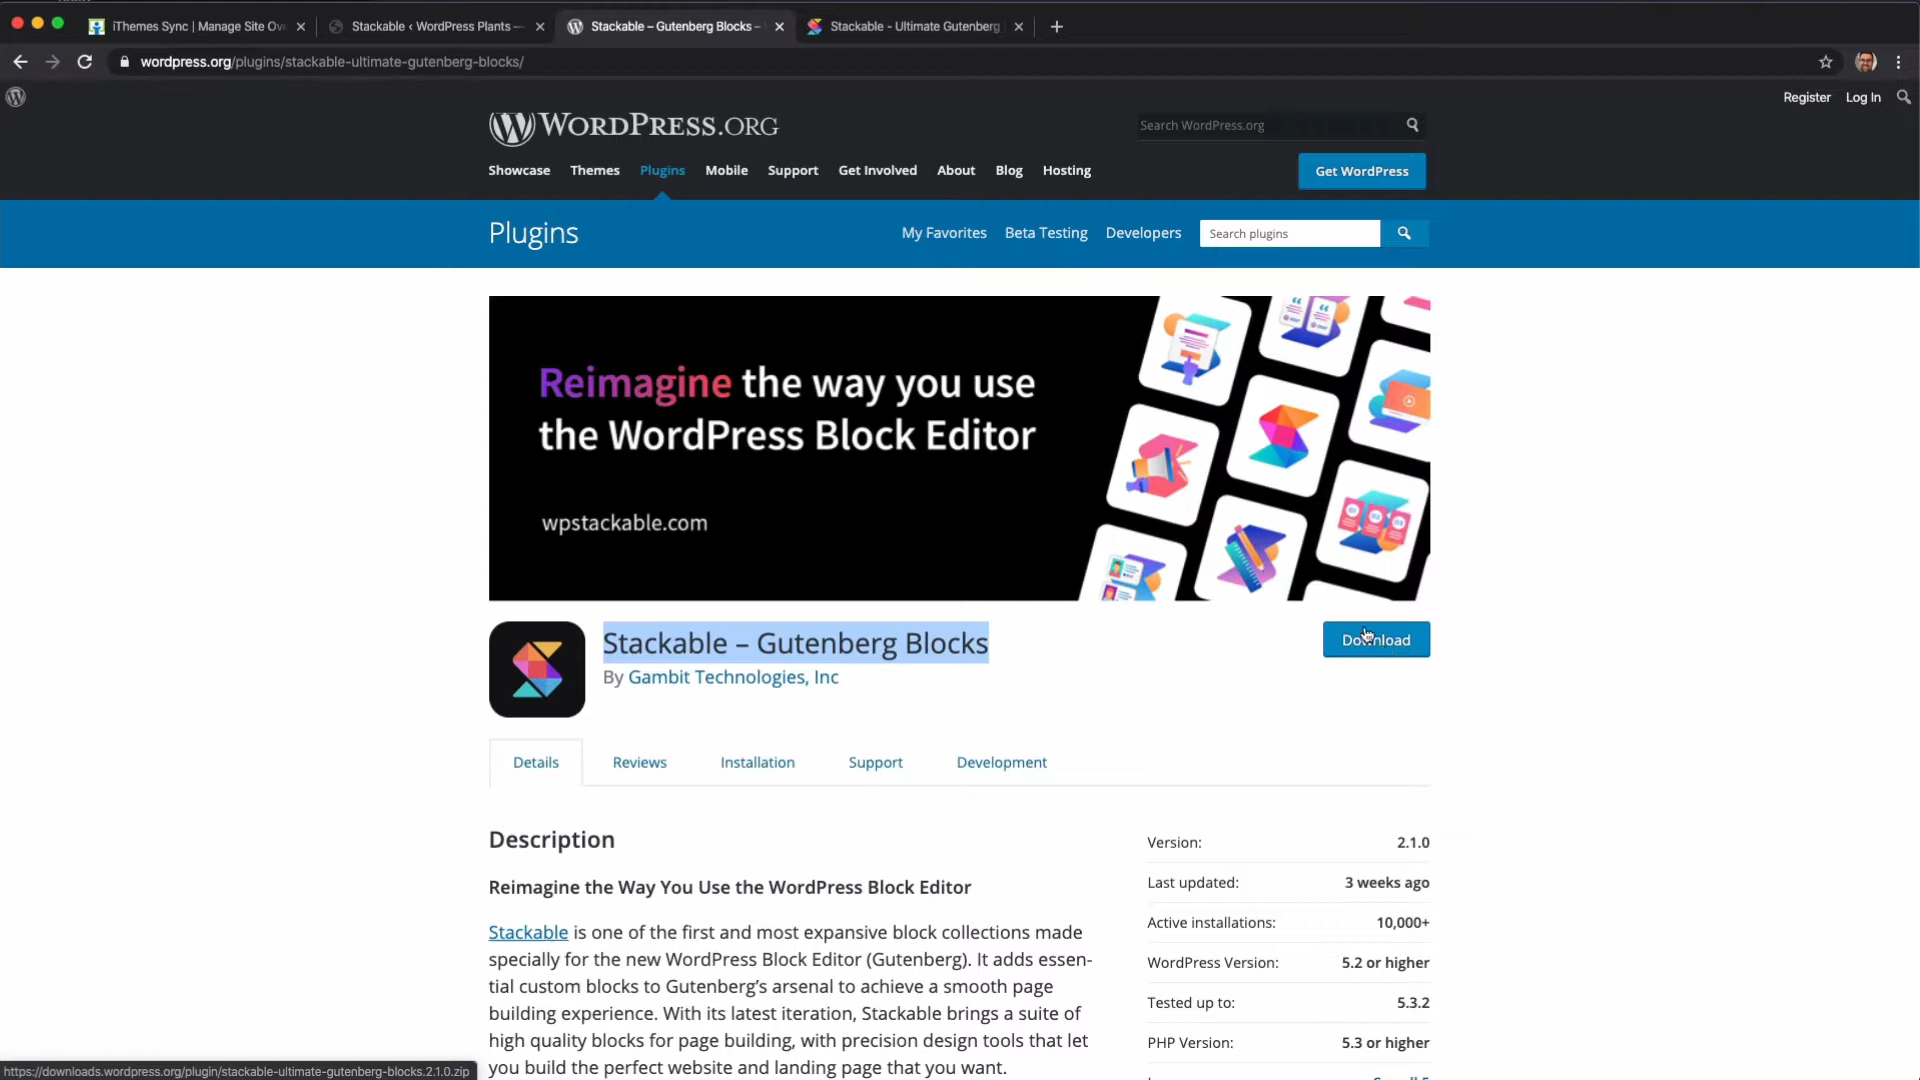 iThemes Sync | Manage Site Ov
Stackable ‹ WordPress Plants —
Stackable – Gutenberg Blocks –
Stackable - Ultimate Gutenberg
wordpress.org/plugins/stackable-ultimate-gutenberg-blocks/
Register Log In
WORDPRESS.ORG
Search WordPress.org
Showcase Themes Plugins Mobile Support Get Involved About Blog Hosting
Get WordPress
Plugins
My Favorites Beta Testing Developers Search plugins
Reimagine the way you use
the WordPress Block Editor
wpstackable.com
Stackable – Gutenberg Blocks
Download
By Gambit Technologies, Inc
Details Reviews Installation Support Development
Description
Reimagine the Way You Use the WordPress Block Editor
Stackable is one of the first and most expansive block collections made
specially for the new WordPress Block Editor (Gutenberg). It adds essen-
tial custom blocks to Gutenberg's arsenal to achieve a smooth page
building experience. With its latest iteration, Stackable brings a suite of
high quality blocks for page building, with precision design tools that let
you build the perfect website and landing page that you want.
Version: 2.1.0
Last updated: 3 weeks ago
Active installations: 10,000+
WordPress Version: 5.2 or higher
Tested up to: 5.3.2
PHP Version: 5.3 or higher
https://downloads.wordpress.org/plugin/stackable-ultimate-gutenberg-blocks.2.1.0.zip